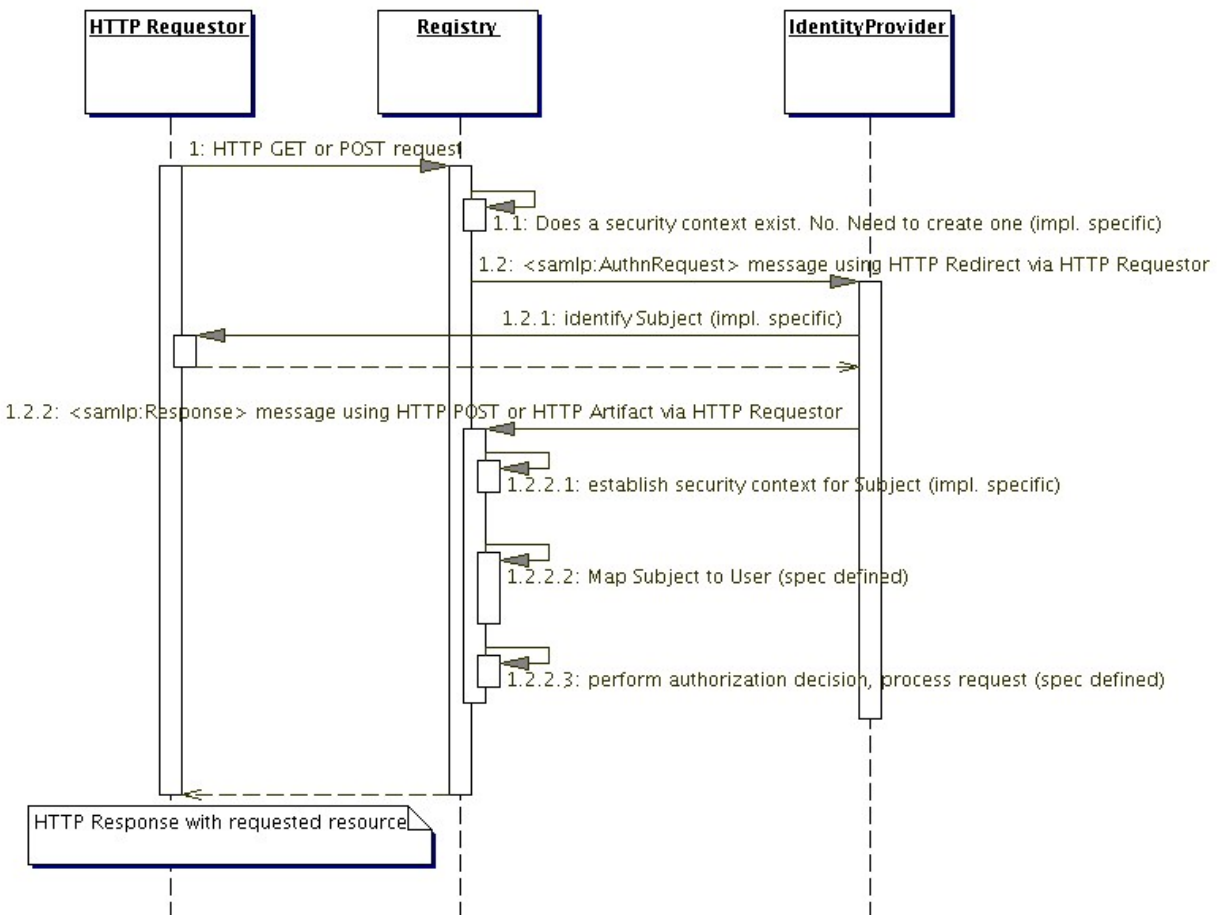 HTTP Requestor
Registry
IdentityProvider
1: HTTP GET or POST request
1.1: Does a security context exist. No. Need to create one (impl. specific)
1.2: <samlp:AuthnRequest> message using HTTP Redirect via HTTP Requestor
1.2.1: identify Subject (impl. specific)
1.2.2: <samlp:Response> message using HTTP POST or HTTP Artifact via HTTP Requestor
1.2.2.1: establish security context for Subject (impl. specific)
1.2.2.2: Map Subject to User (spec defined)
1.2.2.3: perform authorization decision, process request (spec defined)
HTTP Response with requested resource